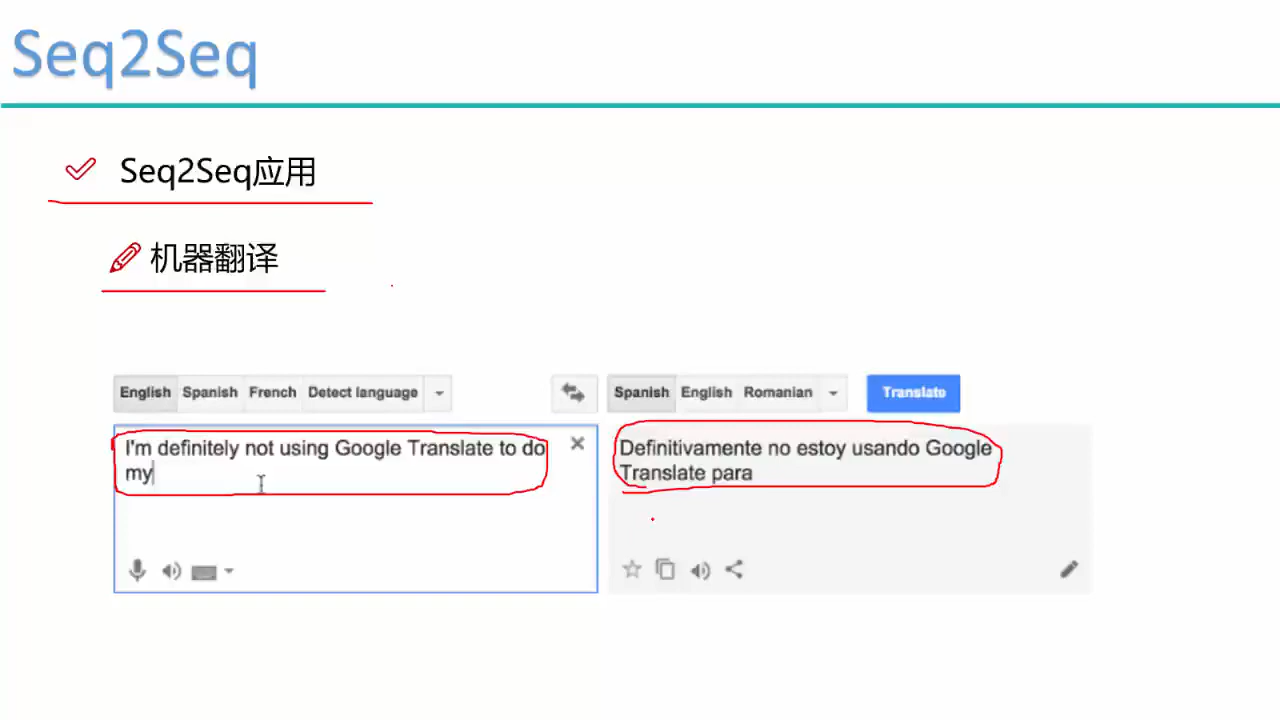 Seq2Seq
Seq2Seq应用
机器翻译
English Spanish French Detect language
Spanish English Romanian
Translate
I'm definitely not using Google Translate to do
my
Definitivamente no estoy usando Google
Translate para